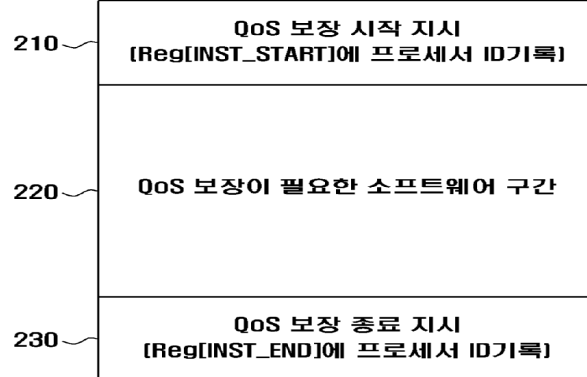 210
QoS 보장 시작 지시
(Reg[INST_START]에 프로세서 ID기록)
220
QoS 보장이 필요한 소프트웨어 구간
230
QoS 보장 종료 지시
(Reg[INST_END]에 프로세서 ID기록)